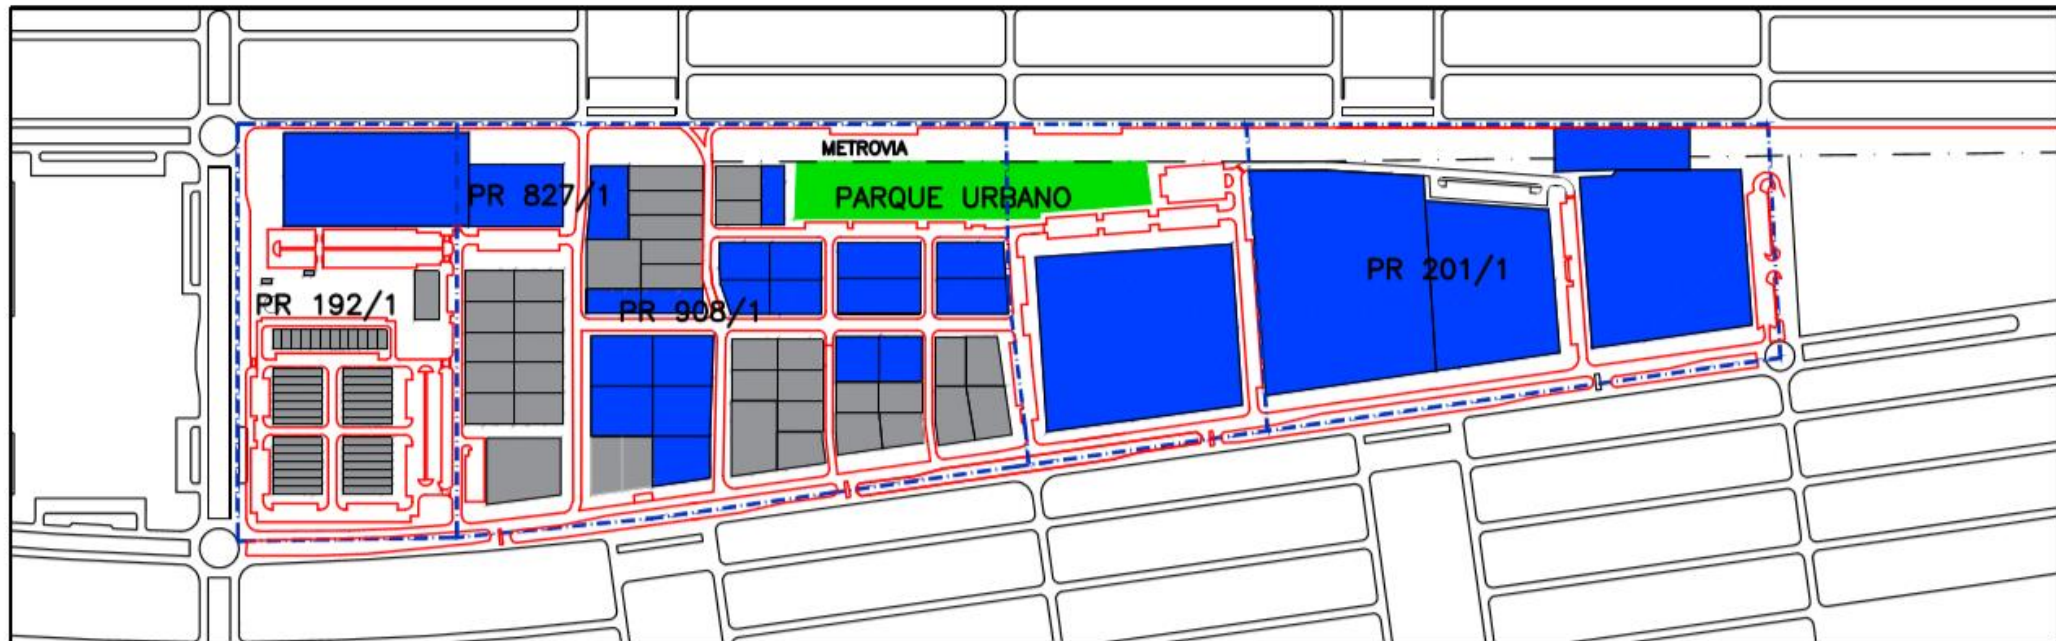 METROVIA
PR 827/1
PARQUE URBANO
PR 201/1
PR 192/1
PR 908/1